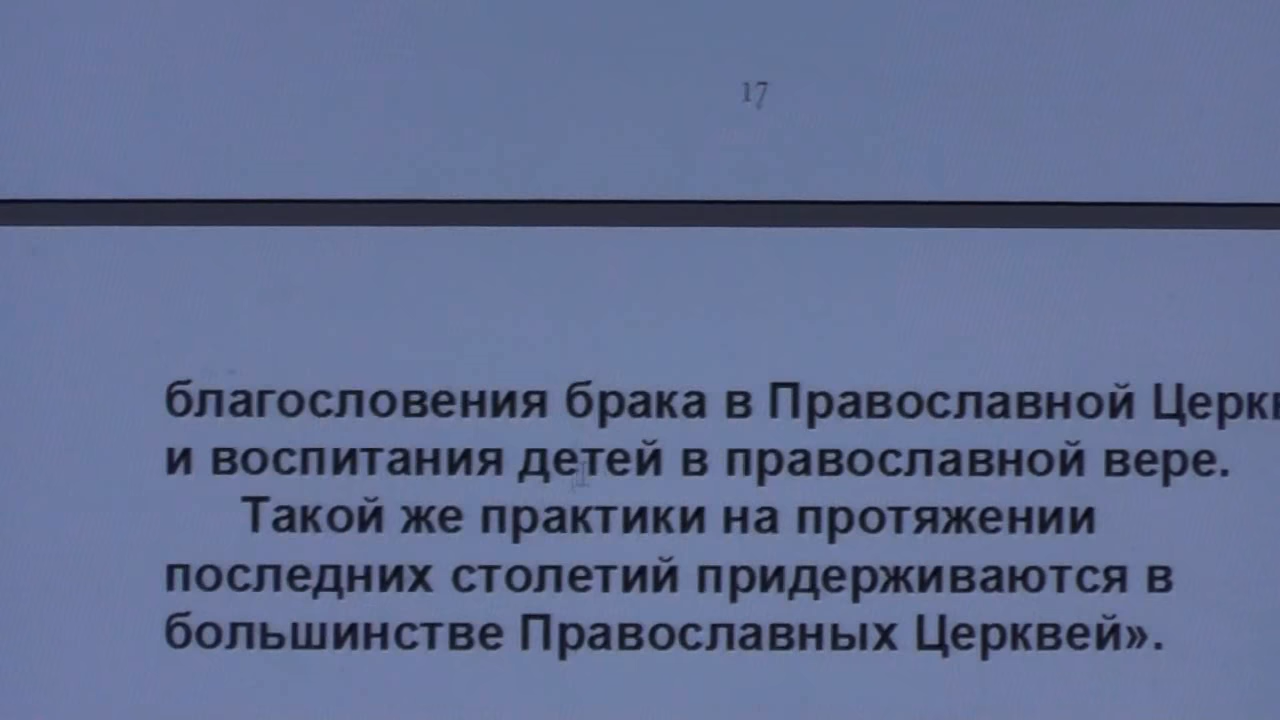 17
благословения брака в Православной
и воспитания детей в православной вере.
Такой же практики на протяжении
последних столетий придерживаются в
большинстве Православных Церквей».